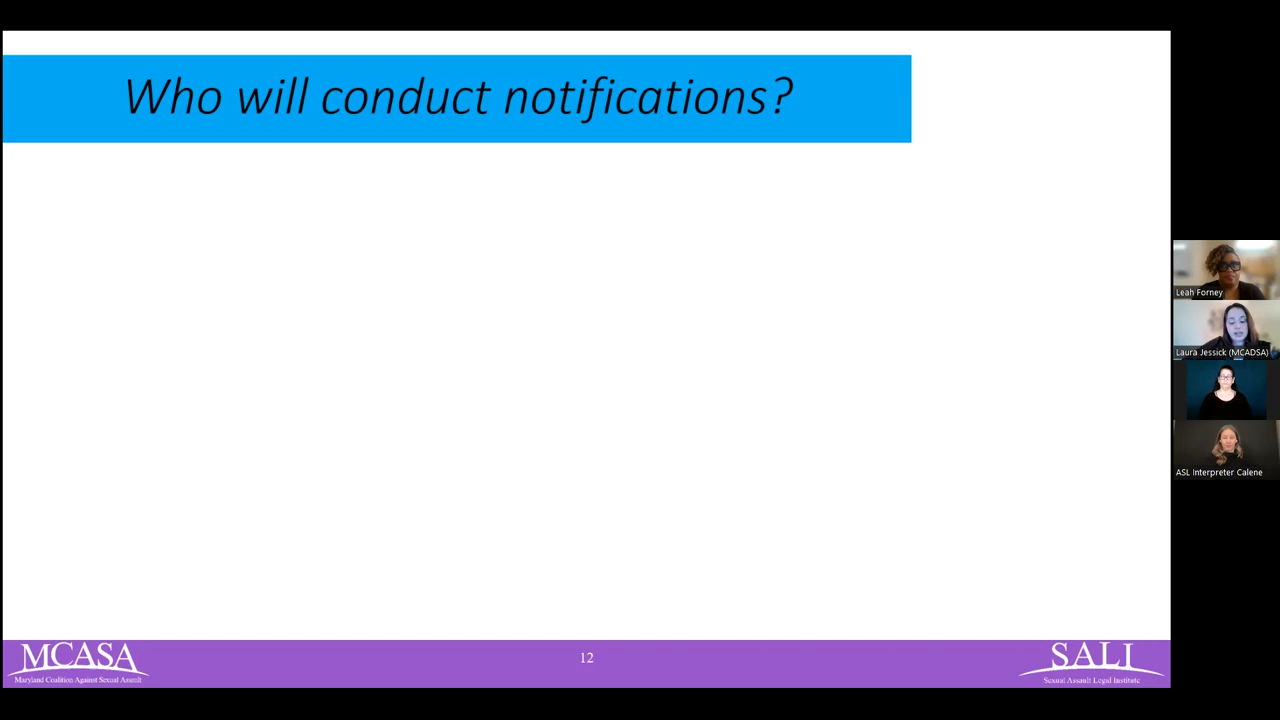 Who will conduct notifications?
Leah Forney
Laura Jessick (MCADSA)
ASL Interpreter Calene
MCASA
Maryland Coalition Against Sexual Assault
12
SALI
Sexual Assault Legal Institute